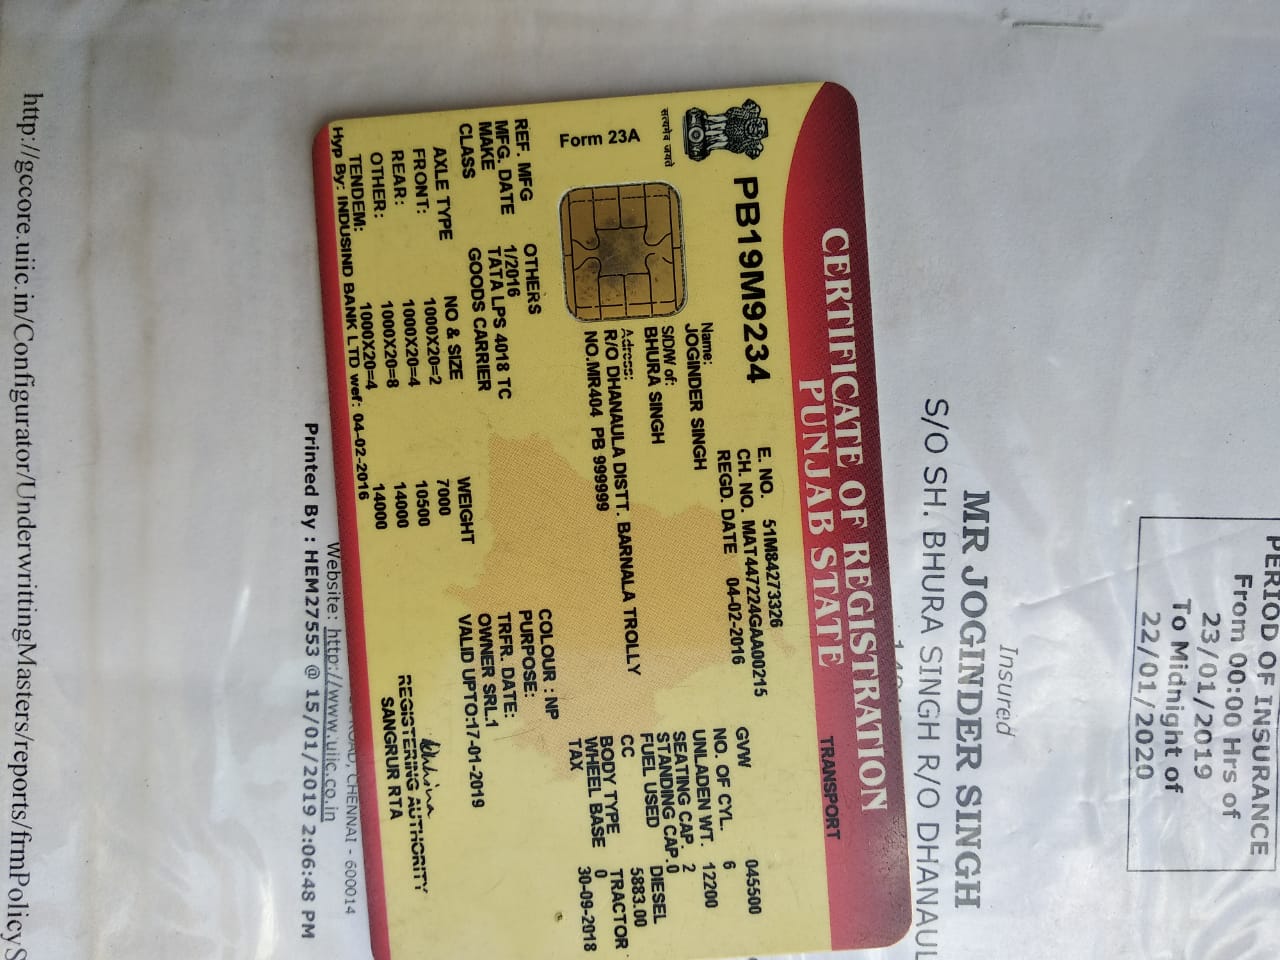 PERIOD OF INSURANCE
From 00:00 Hrs of
23/01/2019
To Midnight of
22/01/2020
Insured
MR JOGINDER SINGH
S/O SH. BHURA SINGH R/O DHANAUL
CERTIFICATE OF REGISTRATION
PUNJAB STATE
TRANSPORT
सत्यमेव जयते
Form 23A
PB19M9234
E. NO. 51M84273326
CH. NO. MAT447224GAA00215
REGD. DATE 04-02-2016
Name:
JOGINDER SINGH
S/D/W of:
BHURA SINGH
Adress:
R/O DHANAULA DISTT. BARNALA TROLLY
NO.MR404 PB 999999
GVW 045500
NO. OF CYL. 6
UNLADEN WT. 12200
SEATING CAP. 2
STANDING CAP.0
FUEL USED DIESEL
CC 5883.00
BODY TYPE TRACTOR
WHEEL BASE 0
TAX 30-09-2018
REF. MFG OTHERS
MFG. DATE 1/2016
MAKE TATA LPS 4018 TC
CLASS GOODS CARRIER
AXLE TYPE NO & SIZE WEIGHT
FRONT: 1000X20=2 7000
REAR: 1000X20=4 10500
OTHER: 1000X20=8 14000
TENDEM: 1000X20=4 14000
Hyp By: INDUSIND BANK LTD wef: 04-02-2016
COLOUR : NP
PURPOSE:
TRFR. DATE:
OWNER SRL.1
VALID UPTO:17-01-2019
REGISTERING AUTHORITY
SANGRUR RTA
ROAD, CHENNAI - 600014
Website: http://www.uiic.co.in
Printed By : HEM27553 @ 15/01/2019 2:06:48 PM
http://gccore.uiic.in/Configurator/UnderwrittingMasters/reports/frmPolicyS